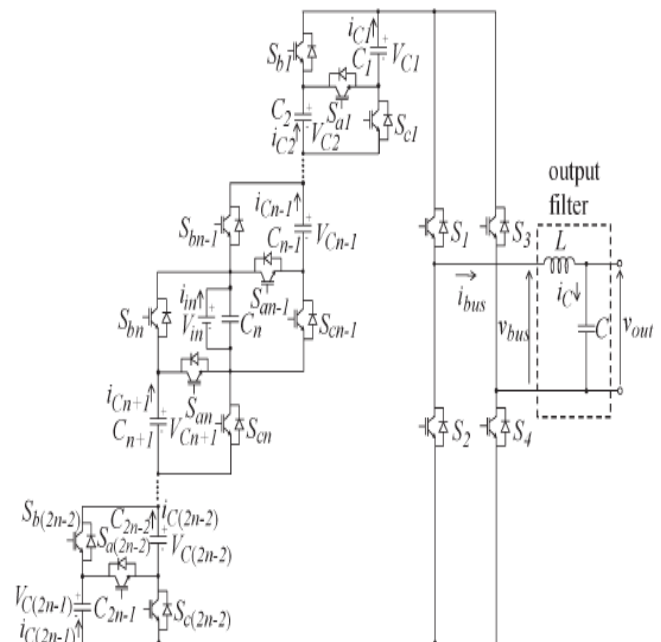 i_C1
S_b1
C_1
V_C1
C_2
S_a1
S_c1
i_C2
V_C2
output
filter
i_Cn-1
S_bn-1
C_n-1
V_Cn-1
S_1
S_3
L
i_in
S_an-1
i_bus
i_C
S_bn
V_in
C_n
S_cn-1
v_bus
C
v_out
i_Cn+1
S_an
C_n+1
V_Cn+1
S_cn
S_2
S_4
S_b(2n-2)
C_2n-2
i_C(2n-2)
S_a(2n-2)
V_C(2n-2)
V_C(2n-1)
C_2n-1
S_c(2n-2)
i_C(2n-1)